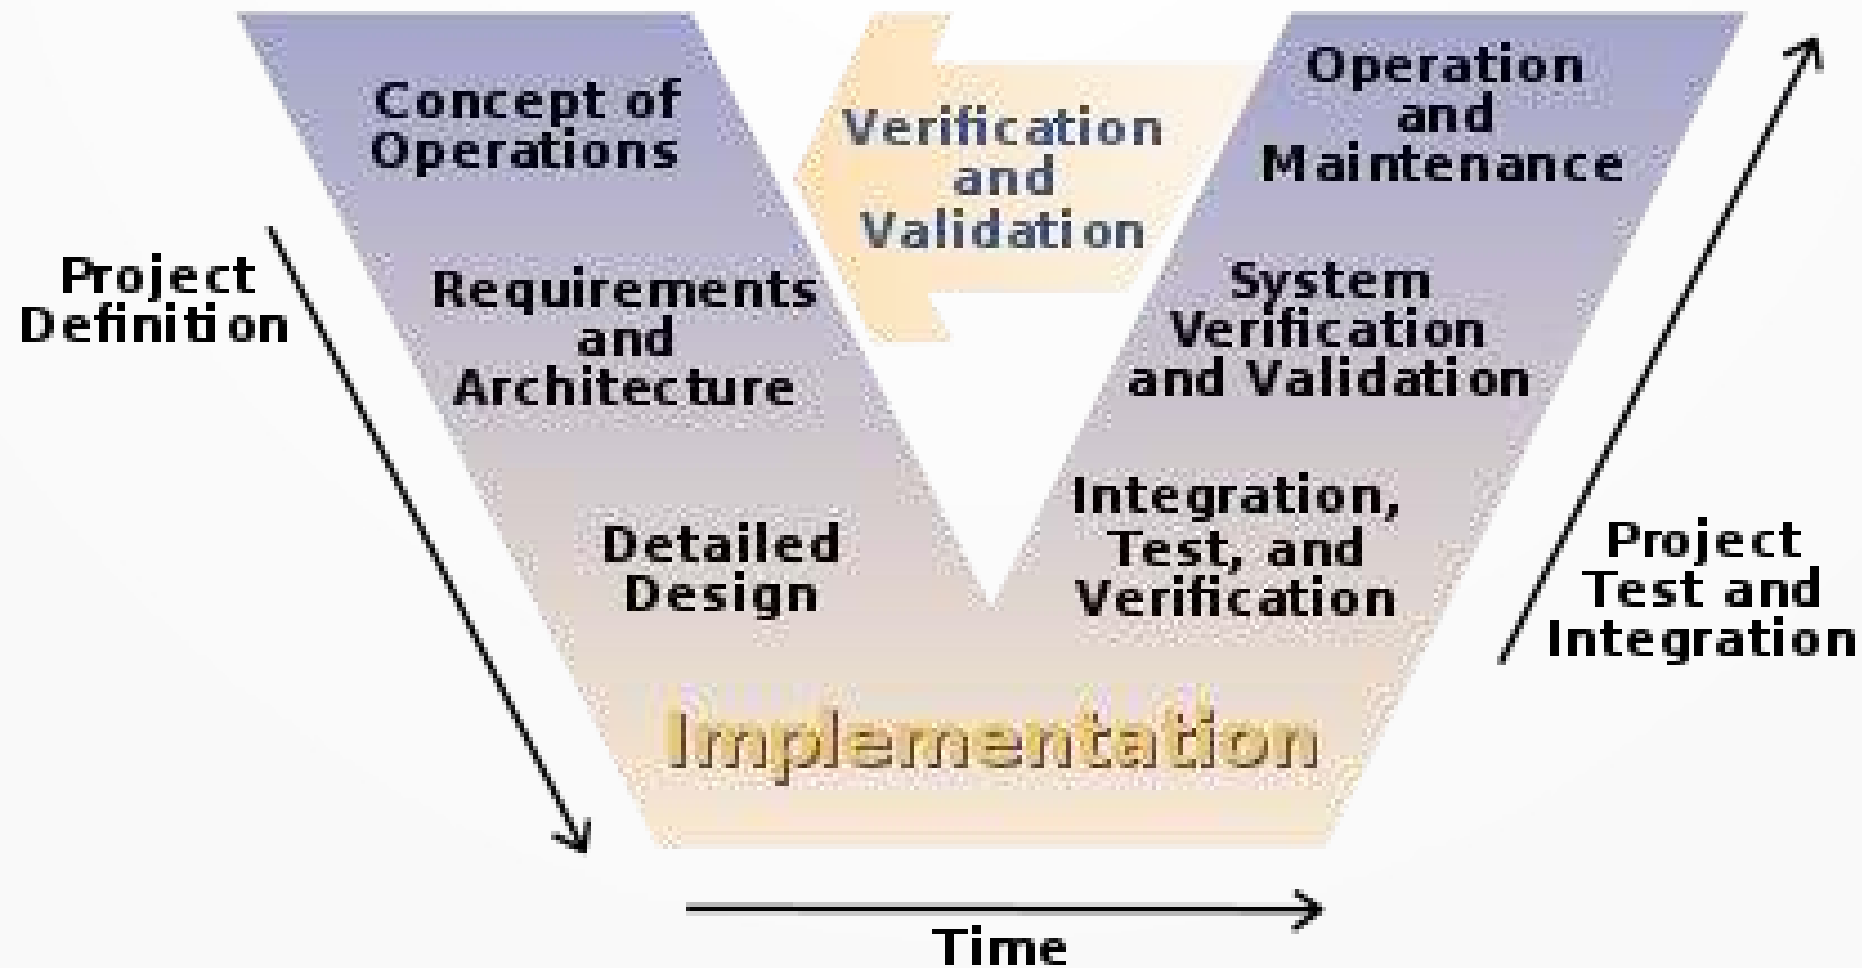 Concept of
Operations
Verification
and
Validation
Operation
and
Maintenance
Project
Definition
Requirements
and
Architecture
System
Verification
and Validation
Detailed
Design
Integration,
Test, and
Verification
Project
Test and
Integration
Implementation
Time